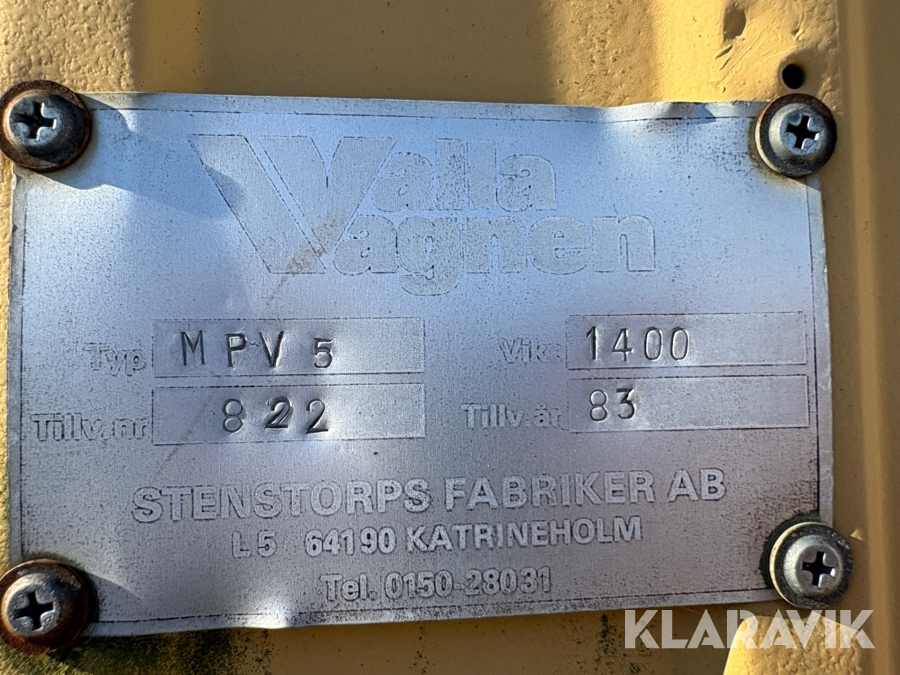 Valla
Vagnen
Typ MPV 5 Vikt 1400
Tillv.nr 822 Tillv.år 83
STENSTORPS FABRIKER AB
L 5 64190 KATRINEHOLM
Tel. 0150-28031
KLARAVIK